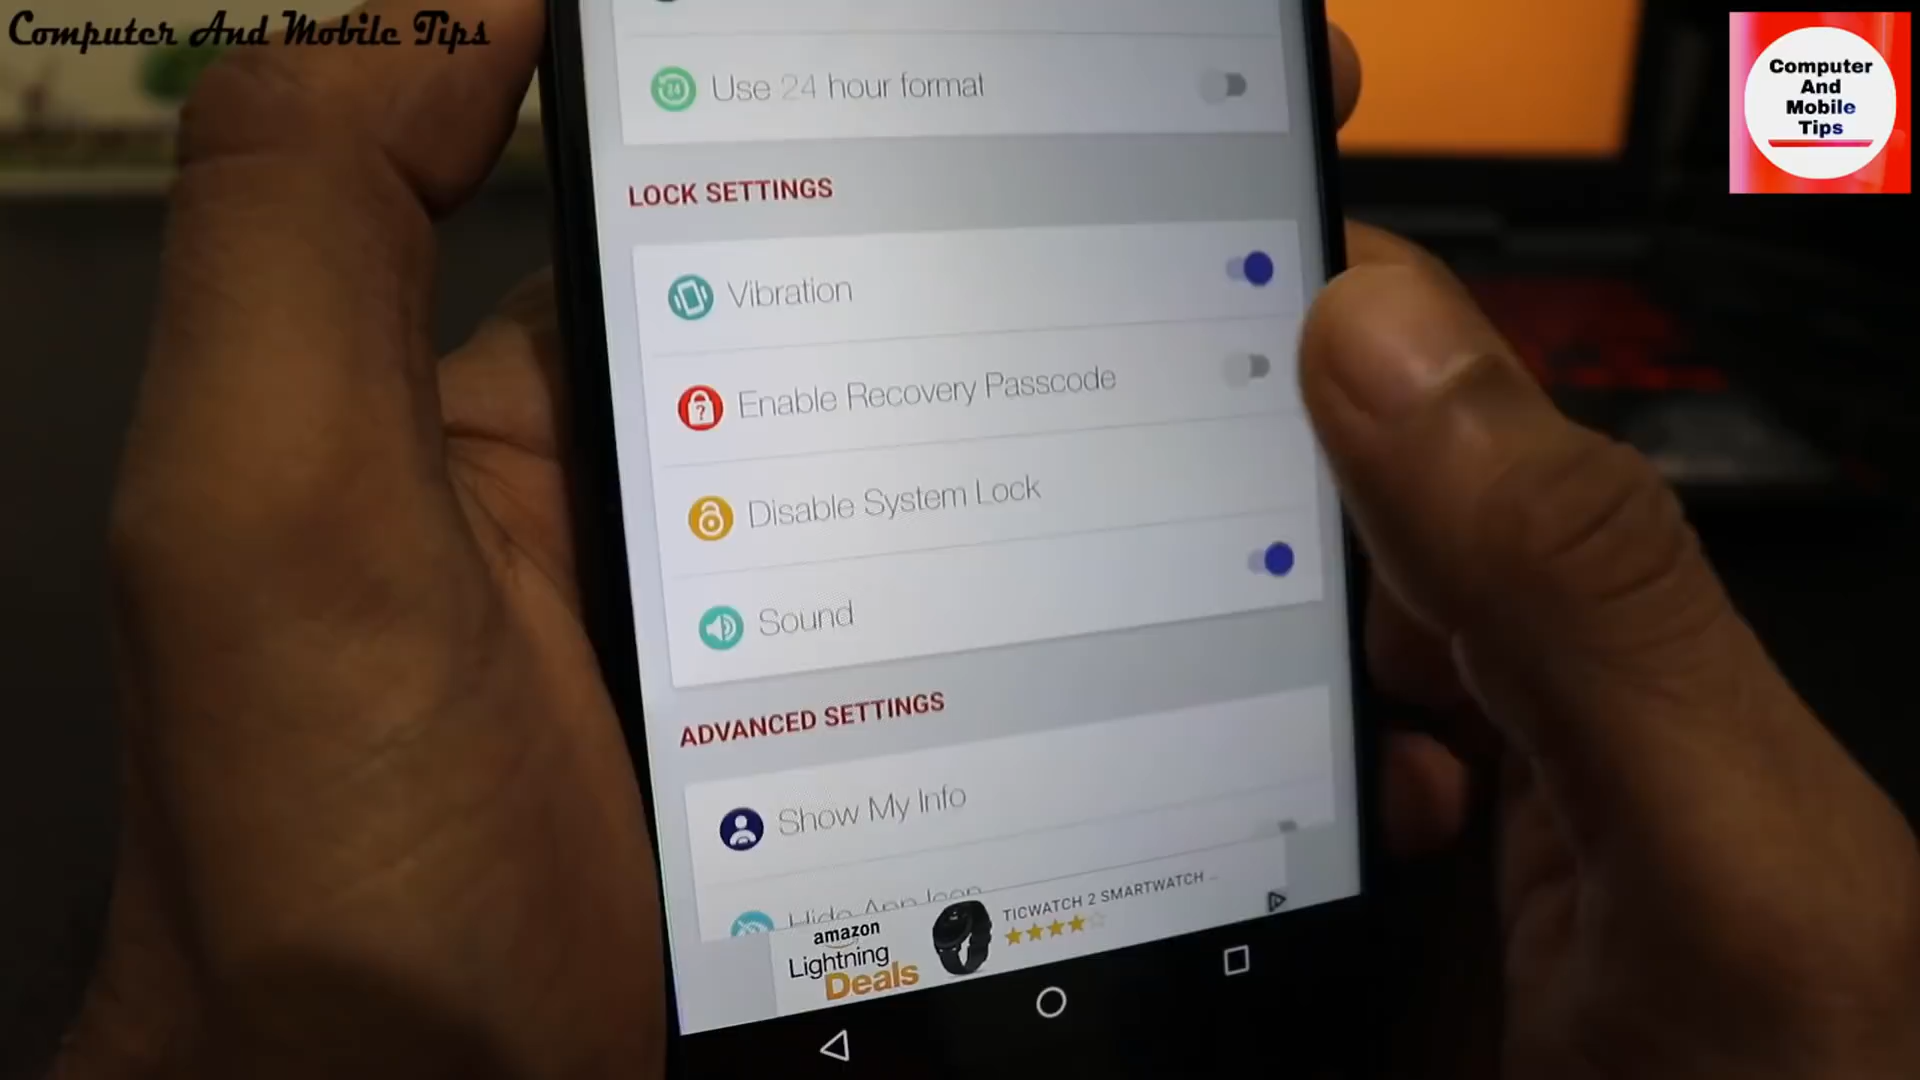 Computer And Mobile Tips
Computer
And
Mobile
Tips
24
Use 24 hour format
LOCK SETTINGS
Vibration
?
Enable Recovery Passcode
Disable System Lock
Sound
ADVANCED SETTINGS
Show My Info
Hide App Icon
amazon
Lightning
Deals
TICWATCH 2 SMARTWATCH ...